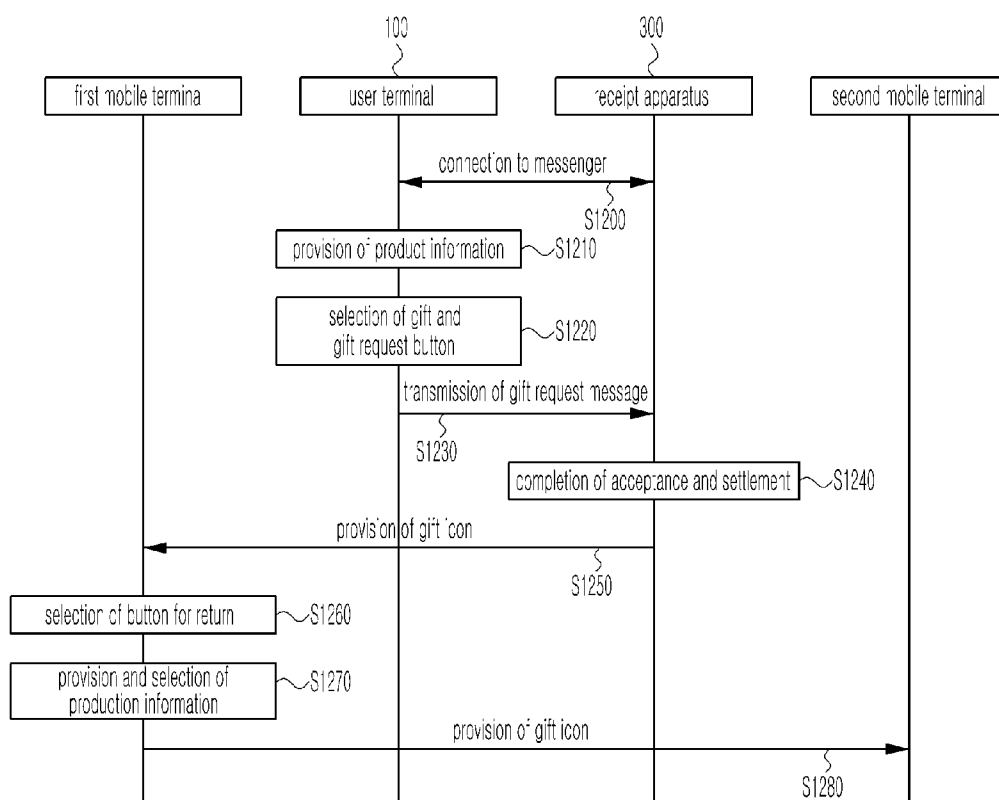 100
300
first mobile termina
user terminal
receipt apparatus
second mobile terminal
connection to messenger
S1200
provision of product information
S1210
selection of gift and
gift request button
S1220
transmission of gift request message
S1230
completion of acceptance and settlement
S1240
provision of gift icon
S1250
selection of button for return
S1260
provision and selection of
production information
S1270
provision of gift icon
S1280